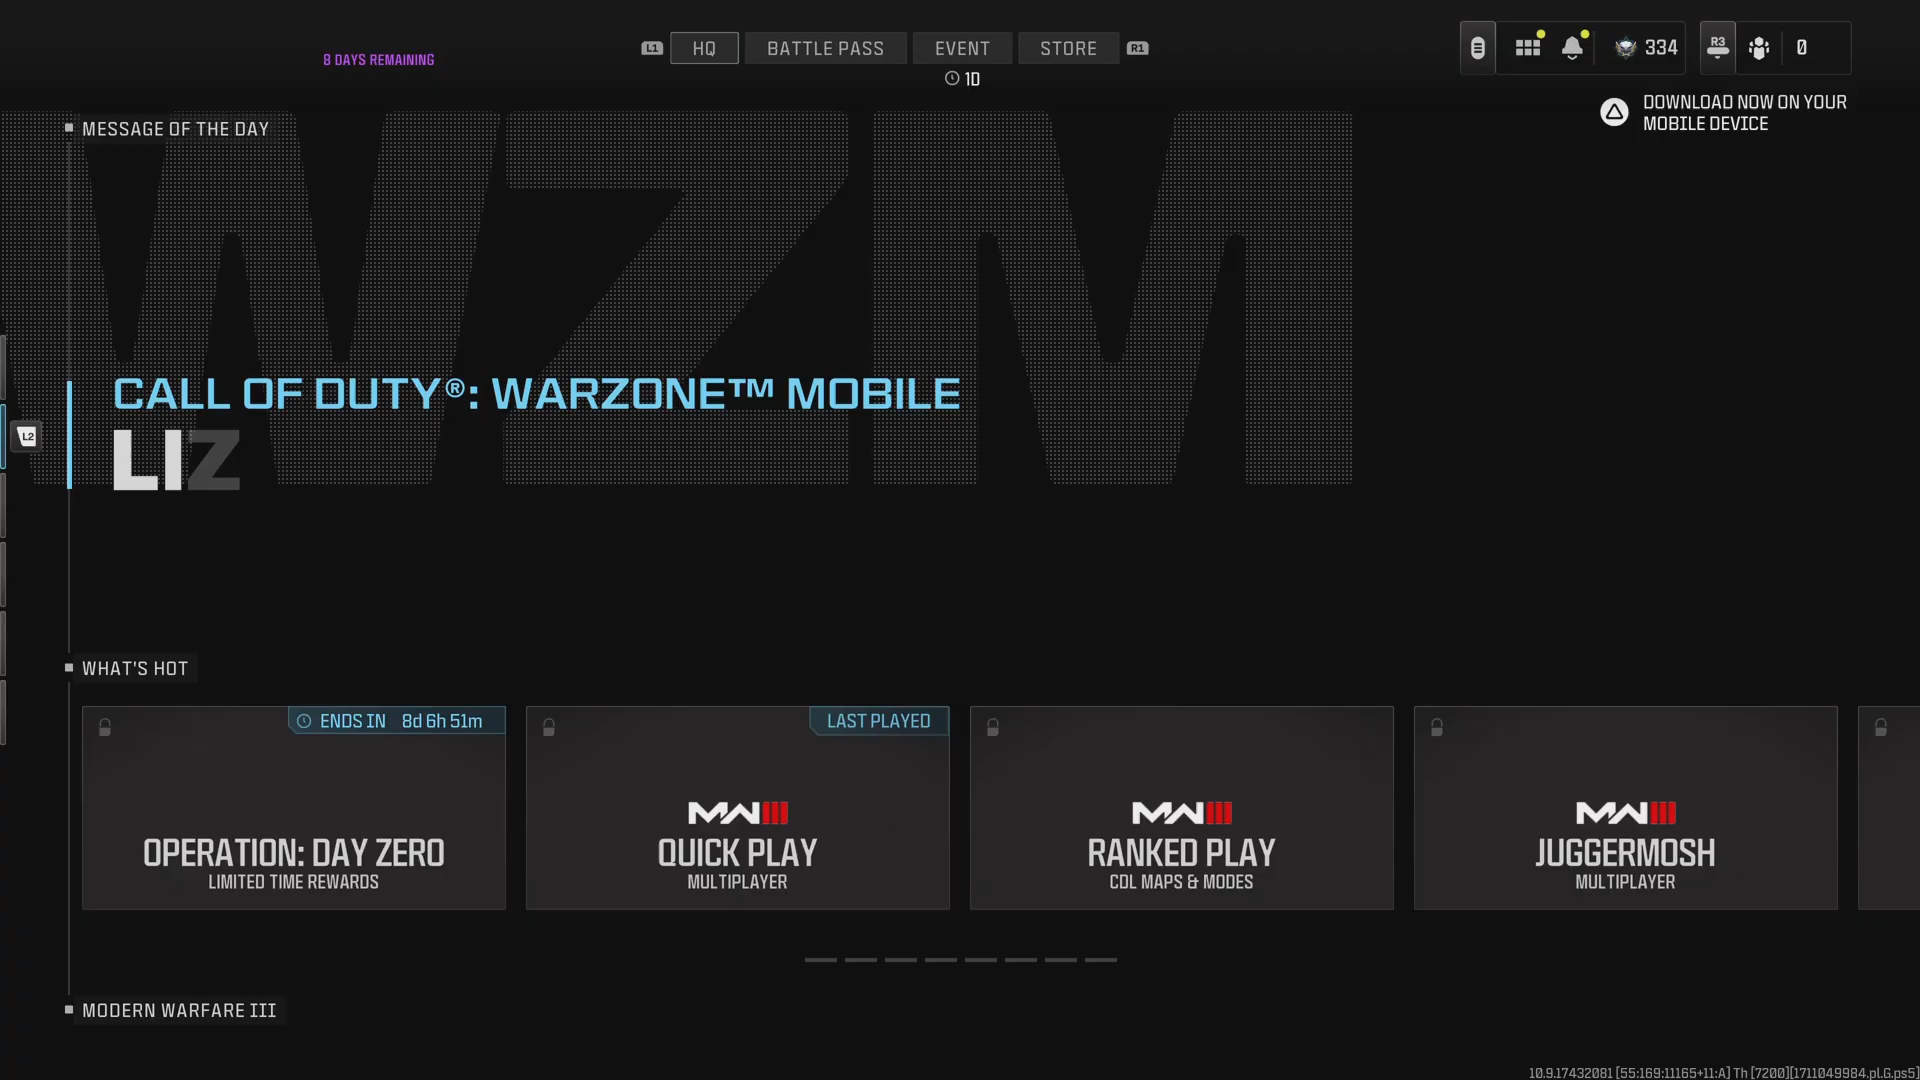 8 DAYS REMAINING
L1 HQ BATTLE PASS EVENT STORE R1
1D
334 R3 0
DOWNLOAD NOW ON YOUR
MOBILE DEVICE
MESSAGE OF THE DAY
WZM
CALL OF DUTY®: WARZONE™ MOBILE
L2
LIZ
WHAT'S HOT
ENDS IN 8d 6h 51m
OPERATION: DAY ZERO
LIMITED TIME REWARDS
LAST PLAYED
MWIII
QUICK PLAY
MULTIPLAYER
MWIII
RANKED PLAY
CDL MAPS & MODES
MWIII
JUGGERMOSH
MULTIPLAYER
MODERN WARFARE III
10.9.17432081 [55:169:11165+11:A] Th [7200][1711049984.pl.G.ps5]